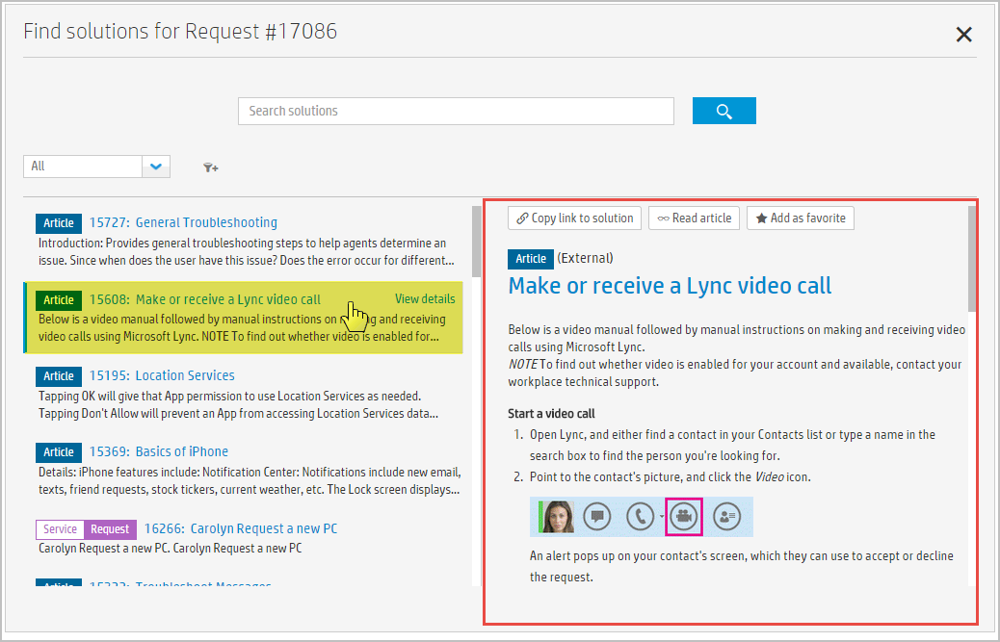 Find solutions for Request #17086
Search solutions
All
Article 15727: General Troubleshooting
Introduction: Provides general troubleshooting steps to help agents determine an
issue. Since when does the user have this issue? Does the error occur for different...
Article 15608: Make or receive a Lync video call View details
Below is a video manual followed by manual instructions on making and receiving
video calls using Microsoft Lync. NOTE To find out whether video is enabled for...
Article 15195: Location Services
Tapping OK will give that App permission to use Location Services as needed.
Tapping Don't Allow will prevent an App from accessing Location Services data...
Article 15369: Basics of iPhone
Details: iPhone features include: Notification Center: Notifications include new email,
texts, friend requests, stock tickers, current weather, etc. The Lock screen displays...
Service Request 16266: Carolyn Request a new PC
Carolyn Request a new PC. Carolyn Request a new PC
Article Troubleshoot Messages
Copy link to solution Read article Add as favorite
Article (External)
Make or receive a Lync video call
Below is a video manual followed by manual instructions on making and receiving video
calls using Microsoft Lync.
NOTE To find out whether video is enabled for your account and available, contact your
workplace technical support.
Start a video call
1. Open Lync, and either find a contact in your Contacts list or type a name in the
search box to find the person you're looking for.
2. Point to the contact's picture, and click the Video icon.
An alert pops up on your contact's screen, which they can use to accept or decline
the request.